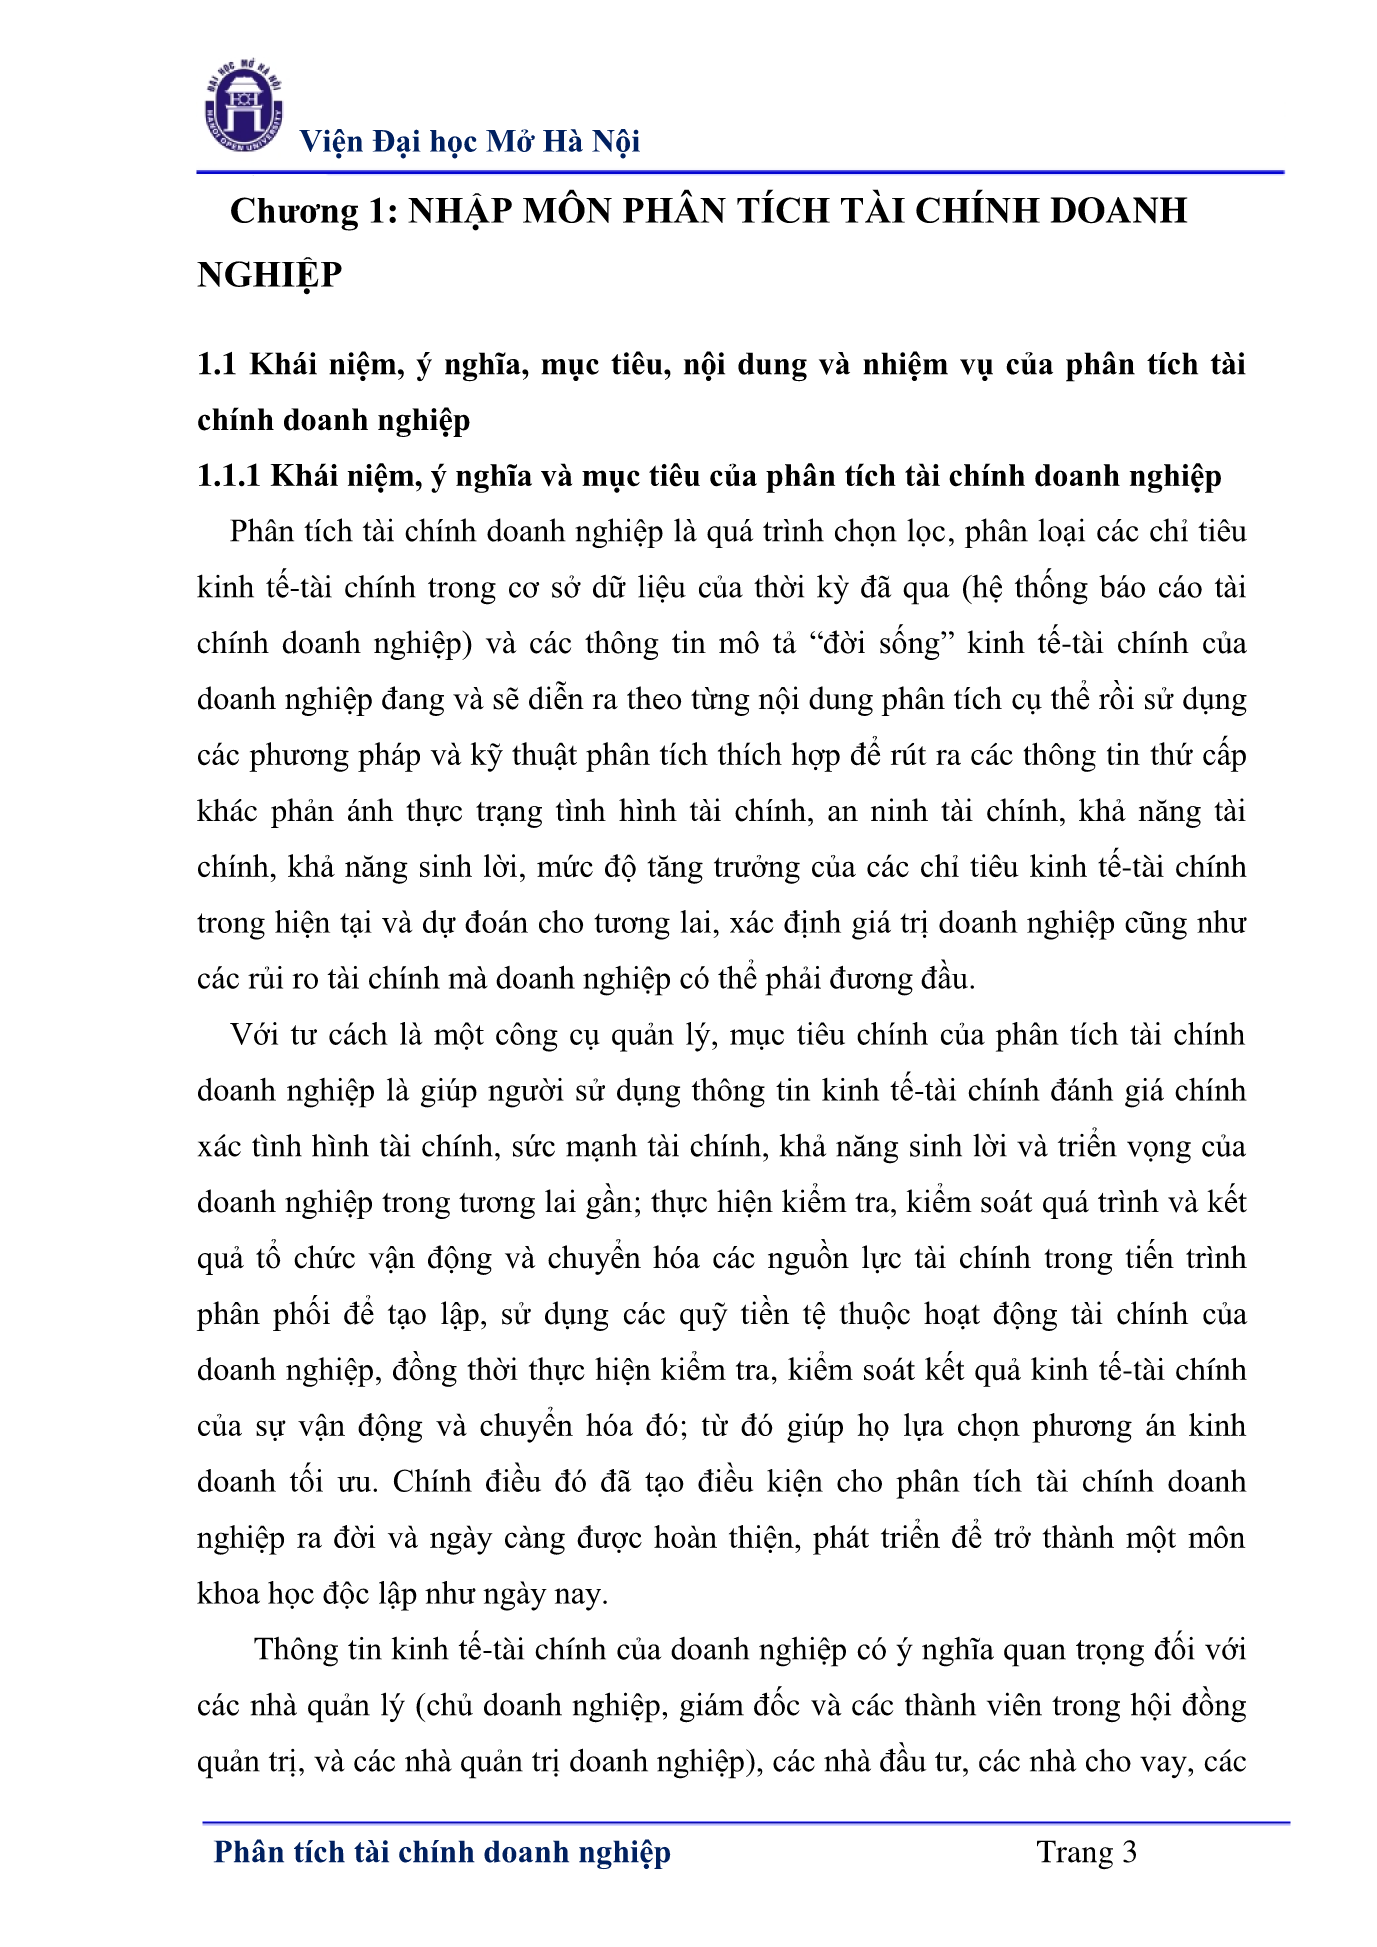 ĐẠI HỌC MỞ HÀ NỘI
HANOI OPEN UNIVERSITY
Viện Đại học Mở Hà Nội
Chương 1: NHẬP MÔN PHÂN TÍCH TÀI CHÍNH DOANH
NGHIỆP
1.1 Khái niệm, ý nghĩa, mục tiêu, nội dung và nhiệm vụ của phân tích tài
chính doanh nghiệp
1.1.1 Khái niệm, ý nghĩa và mục tiêu của phân tích tài chính doanh nghiệp
Phân tích tài chính doanh nghiệp là quá trình chọn lọc, phân loại các chỉ tiêu
kinh tế-tài chính trong cơ sở dữ liệu của thời kỳ đã qua (hệ thống báo cáo tài
chính doanh nghiệp) và các thông tin mô tả “đời sống” kinh tế-tài chính của
doanh nghiệp đang và sẽ diễn ra theo từng nội dung phân tích cụ thể rồi sử dụng
các phương pháp và kỹ thuật phân tích thích hợp để rút ra các thông tin thứ cấp
khác phản ánh thực trạng tình hình tài chính, an ninh tài chính, khả năng tài
chính, khả năng sinh lời, mức độ tăng trưởng của các chỉ tiêu kinh tế-tài chính
trong hiện tại và dự đoán cho tương lai, xác định giá trị doanh nghiệp cũng như
các rủi ro tài chính mà doanh nghiệp có thể phải đương đầu.
Với tư cách là một công cụ quản lý, mục tiêu chính của phân tích tài chính
doanh nghiệp là giúp người sử dụng thông tin kinh tế-tài chính đánh giá chính
xác tình hình tài chính, sức mạnh tài chính, khả năng sinh lời và triển vọng của
doanh nghiệp trong tương lai gần; thực hiện kiểm tra, kiểm soát quá trình và kết
quả tổ chức vận động và chuyển hóa các nguồn lực tài chính trong tiến trình
phân phối để tạo lập, sử dụng các quỹ tiền tệ thuộc hoạt động tài chính của
doanh nghiệp, đồng thời thực hiện kiểm tra, kiểm soát kết quả kinh tế-tài chính
của sự vận động và chuyển hóa đó; từ đó giúp họ lựa chọn phương án kinh
doanh tối ưu. Chính điều đó đã tạo điều kiện cho phân tích tài chính doanh
nghiệp ra đời và ngày càng được hoàn thiện, phát triển để trở thành một môn
khoa học độc lập như ngày nay.
Thông tin kinh tế-tài chính của doanh nghiệp có ý nghĩa quan trọng đối với
các nhà quản lý (chủ doanh nghiệp, giám đốc và các thành viên trong hội đồng
quản trị, và các nhà quản trị doanh nghiệp), các nhà đầu tư, các nhà cho vay, các
Phân tích tài chính doanh nghiệp Trang 3